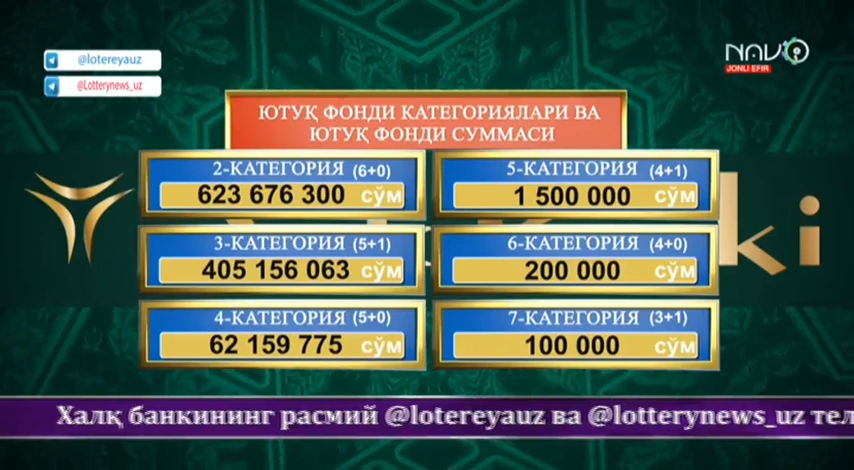 @lotereyauz
@Lotterynews_uz
NAVO
JONLI EFIR
ЮТУҚ ФОНДИ КАТЕГОРИЯЛАРИ ВА
ЮТУҚ ФОНДИ СУММАСИ
2-КАТЕГОРИЯ (6+0)
623 676 300 сўм
3-КАТЕГОРИЯ (5+1)
405 156 063 сўм
4-КАТЕГОРИЯ (5+0)
62 159 775 сўм
5-КАТЕГОРИЯ (4+1)
1 500 000 сўм
6-КАТЕГОРИЯ (4+0)
200 000 сўм
7-КАТЕГОРИЯ (3+1)
100 000 сўм
ki
Халқ банкининг расмий @lotereyauz ва @lotterynews_uz тел